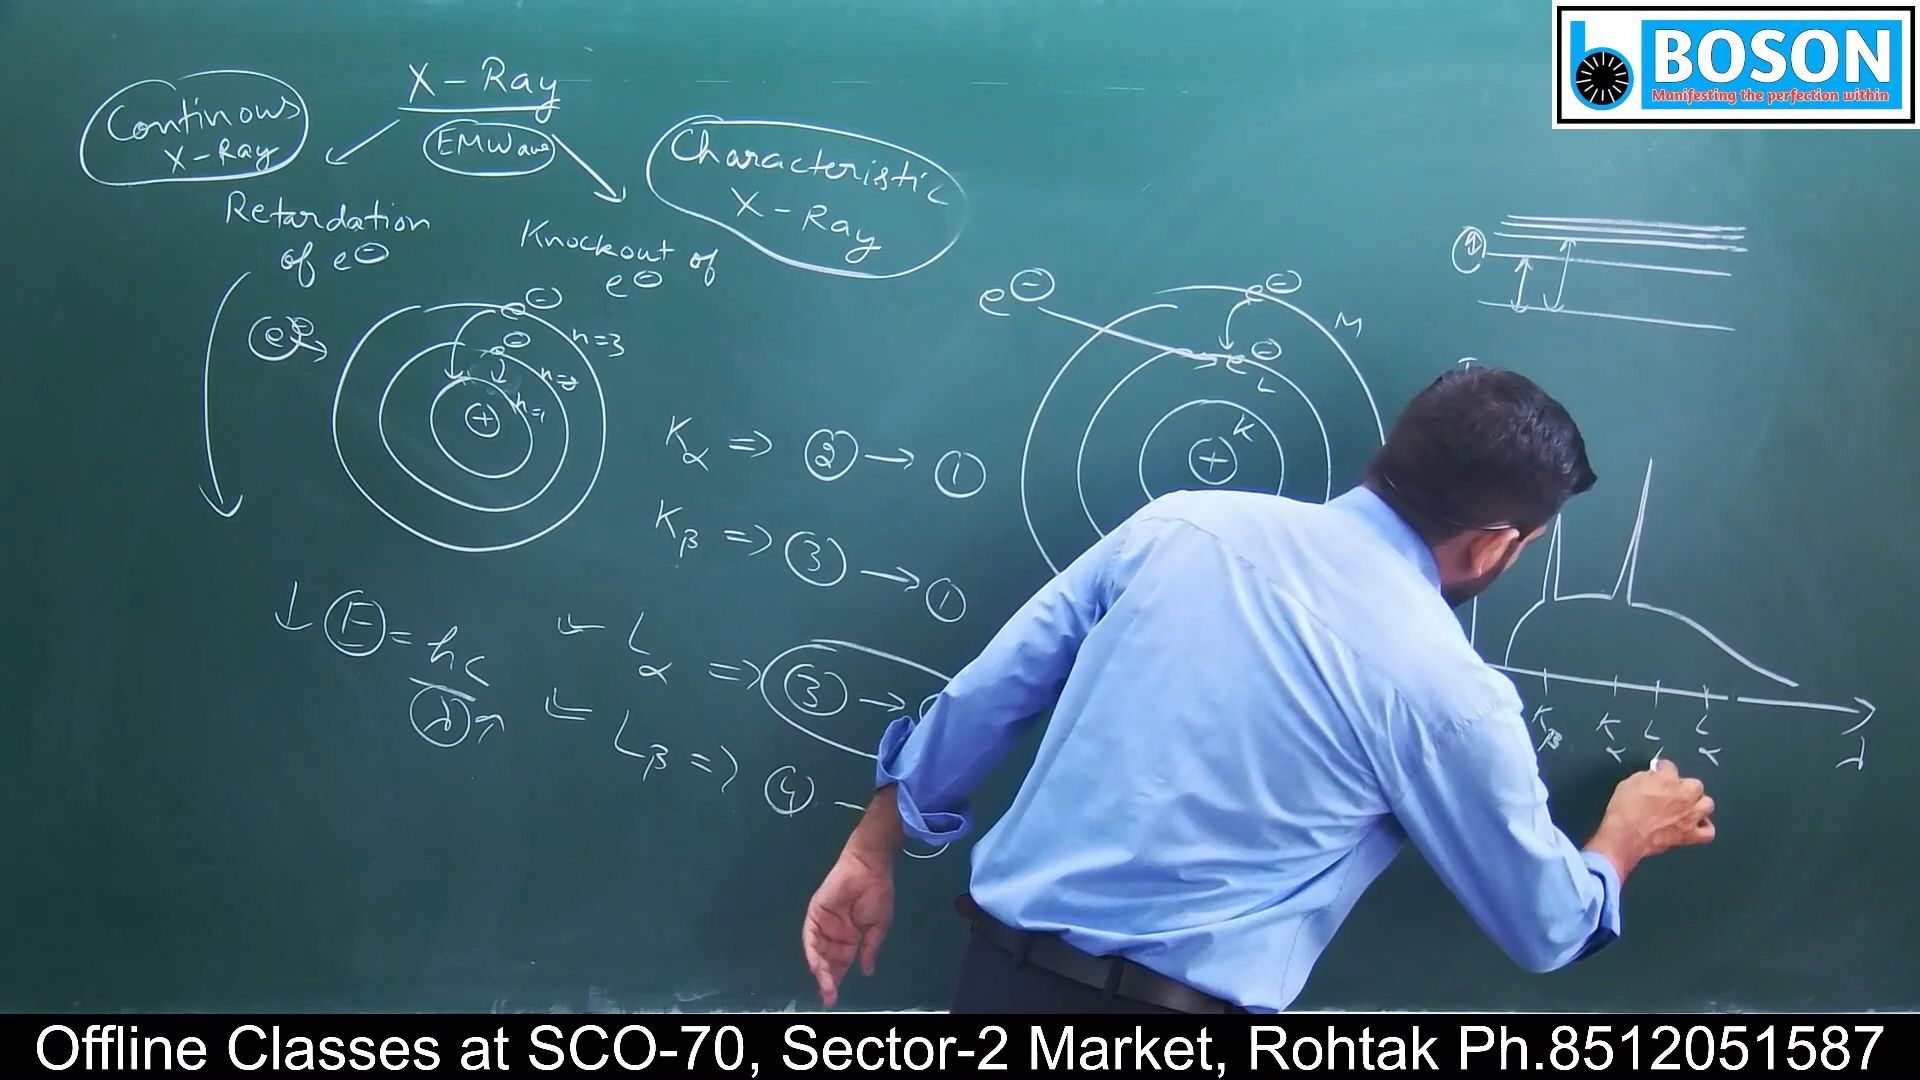 BOSON
Manifesting the perfection within
X-Ray
EMWave
Continous
X-Ray
Characteristic
X-Ray
Retardation
of e⊖
Knockout of
e⊖
e⊖
⊖
n=3
⊖
n=2
n=1
+
Kα => 2 → 1
Kβ => 3 → 1
Lα => 3 →
Lβ => 4 →
↓ E = hc
λ ↑
e⊖
e⊖
M
e⊖
L
K
+
Kβ
Kα
L
Lα
λ
Offline Classes at SCO-70, Sector-2 Market, Rohtak Ph.8512051587